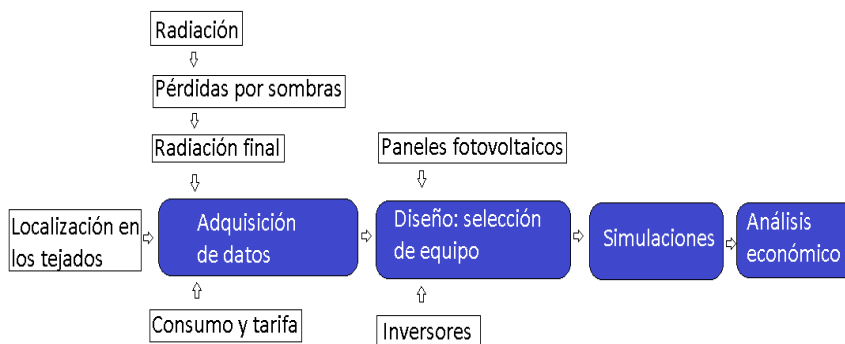 Radiación
Pérdidas por sombras
Radiación final
Paneles fotovoltaicos
Localización en
los tejados
Adquisición
de datos
Diseño: selección
de equipo
Simulaciones
Análisis
económico
Consumo y tarifa
Inversores